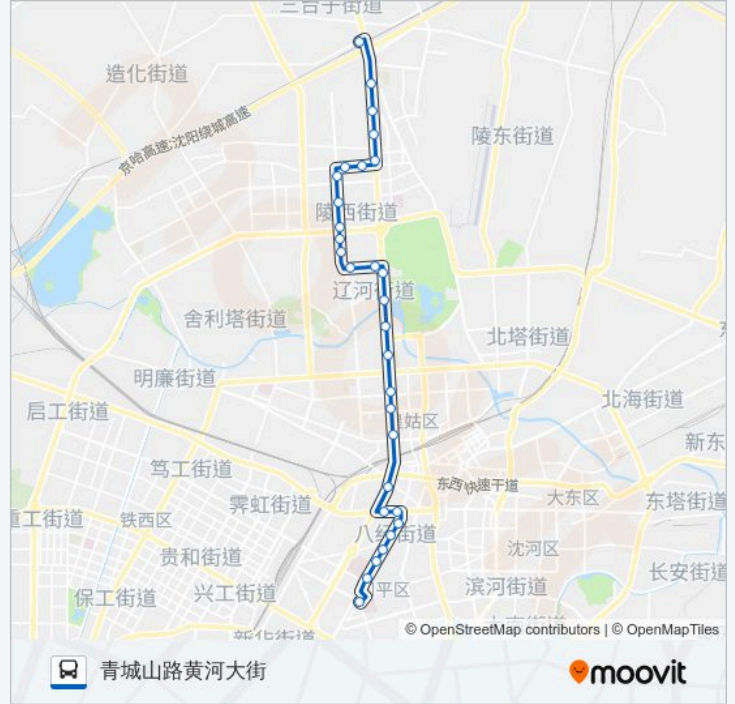 三台子街道
造化街道
京哈高速;沈阳绕城高速
陵东街道
陵西街道
辽河街道
舍利塔街道
北塔街道
明廉街道
北海街道
启工街道
皇姑区
新东
笃工街道
东西快速干道
霁虹街道
大东区
东塔街道
重工街道
铁西区
八经街道
沈河区
贵和街道
长安街道
保工街道
兴工街道
平区
滨河街道
新华街道
© OpenStreetMap contributors | © OpenMapTiles
青城山路黄河大街
moovit